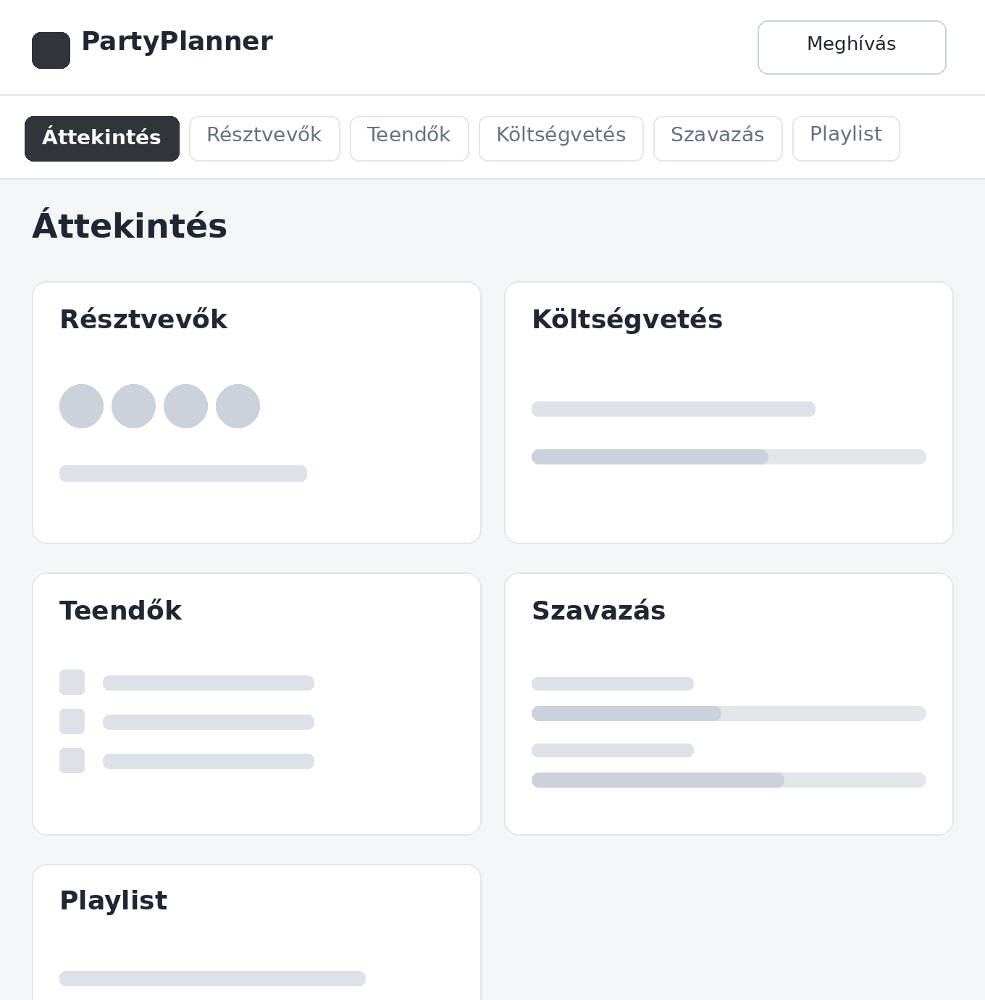 PartyPlanner
Meghívás
Áttekintés
Résztvevők
Teendők
Költségvetés
Szavazás
Playlist
Áttekintés
Résztvevők
Költségvetés
Teendők
Szavazás
Playlist